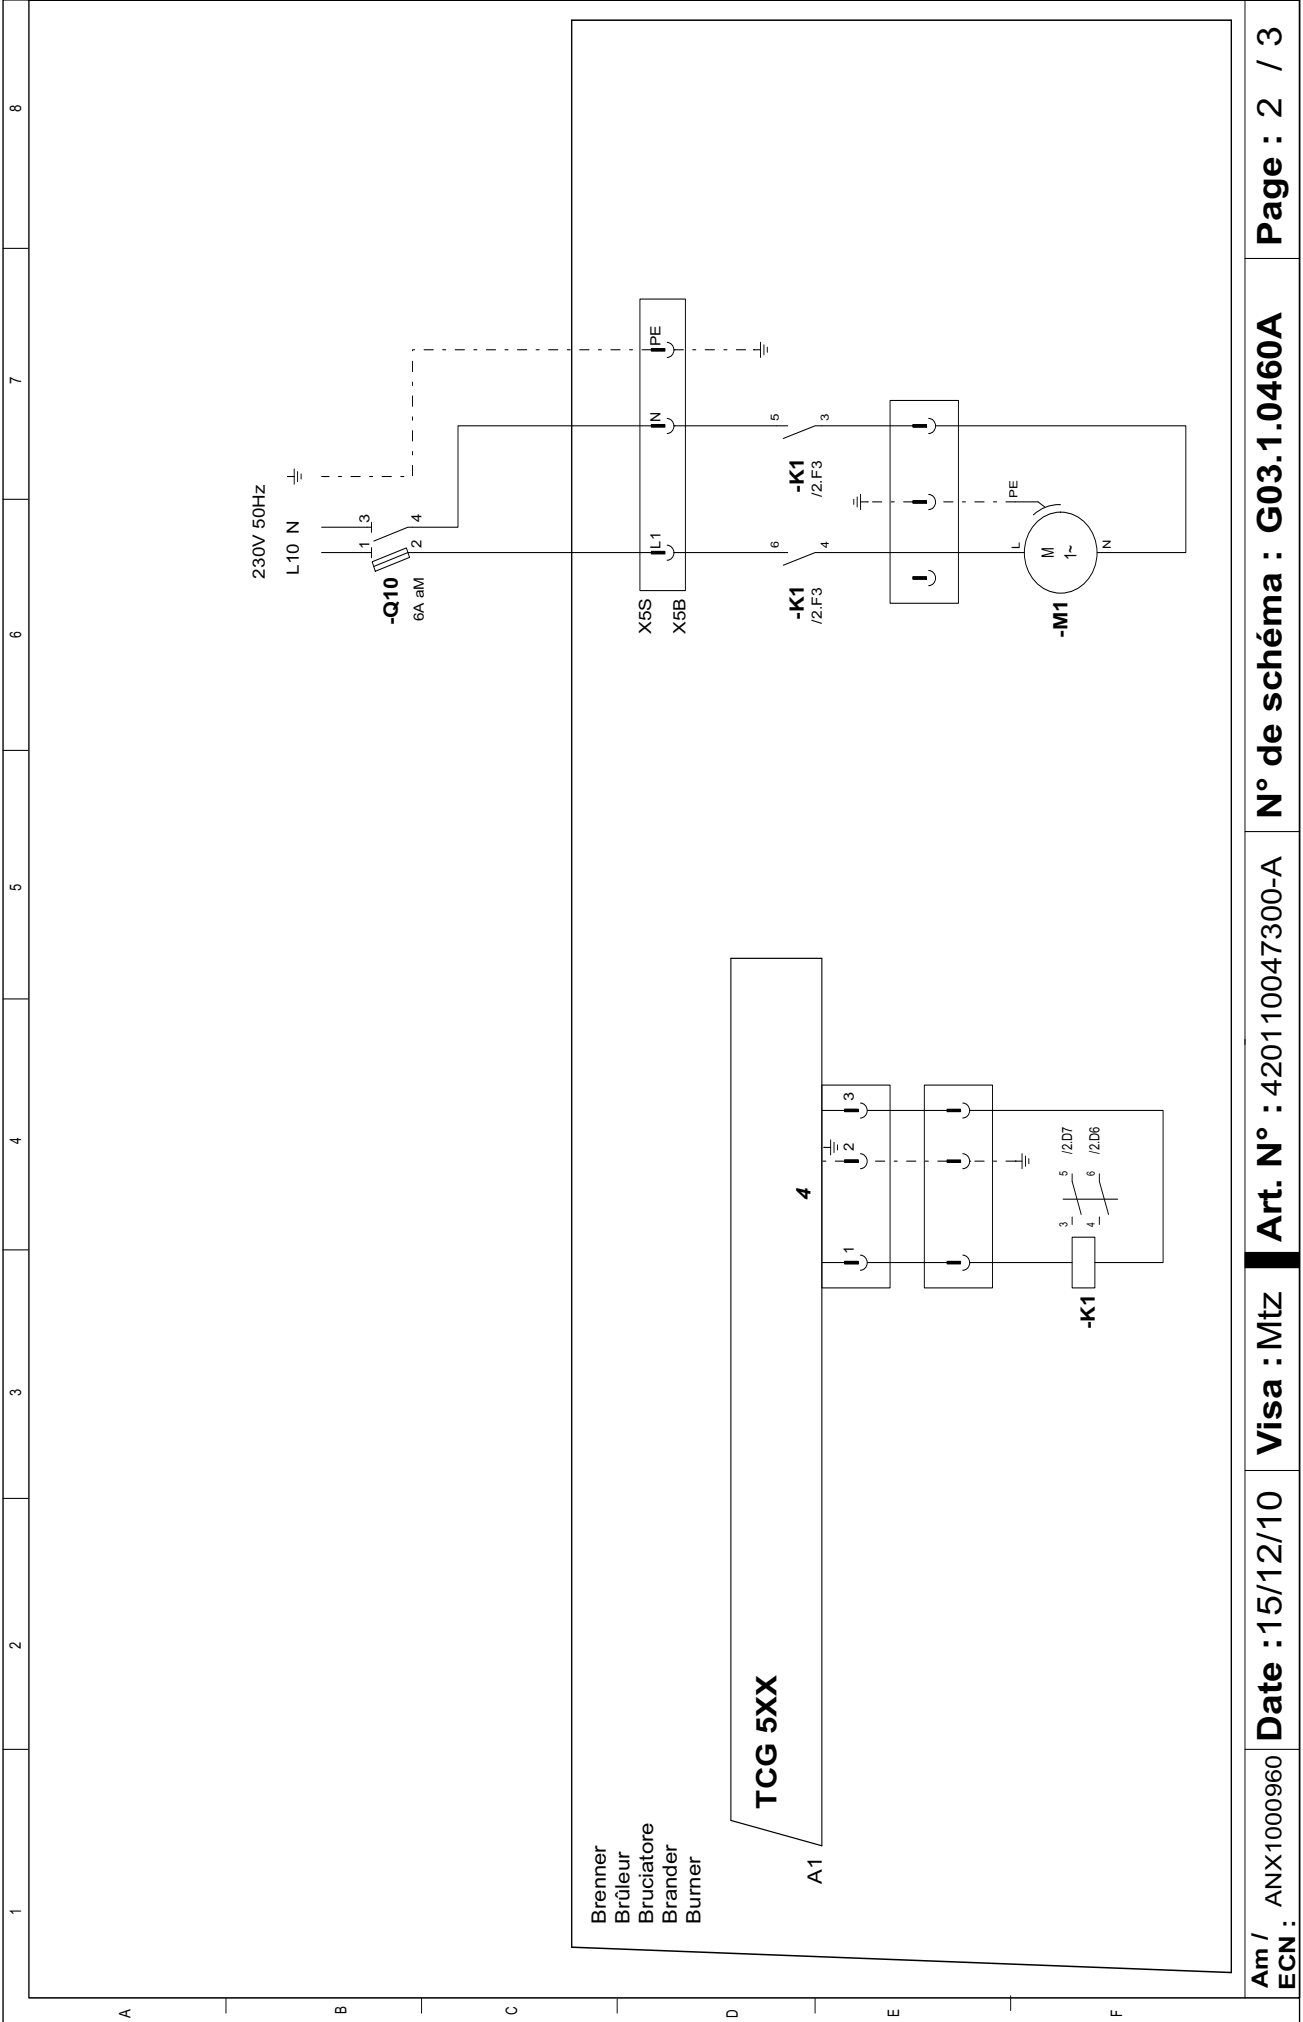 1 2 3 4 5 6 7 8
A
B
C
D
E
F
230V 50Hz
L10 N
1 3
-Q10
6A aM
2 4
Brenner
Brûleur
Bruciatore
Brander
Burner
X5S
X5B
L1 N PE
TCG 5XX
A1
4
1 2 3
-K1
/2.F3
6
4
-K1
/2.F3
5
3
PE
L
M
1~
N
-M1
-K1
3 5 /2.D7
4 6 /2.D6
Am /
ECN : ANX1000960
Date : 15/12/10
Visa : Mtz
Art. N° : 420110047300-A
N° de schéma : G03.1.0460A
Page : 2 / 3